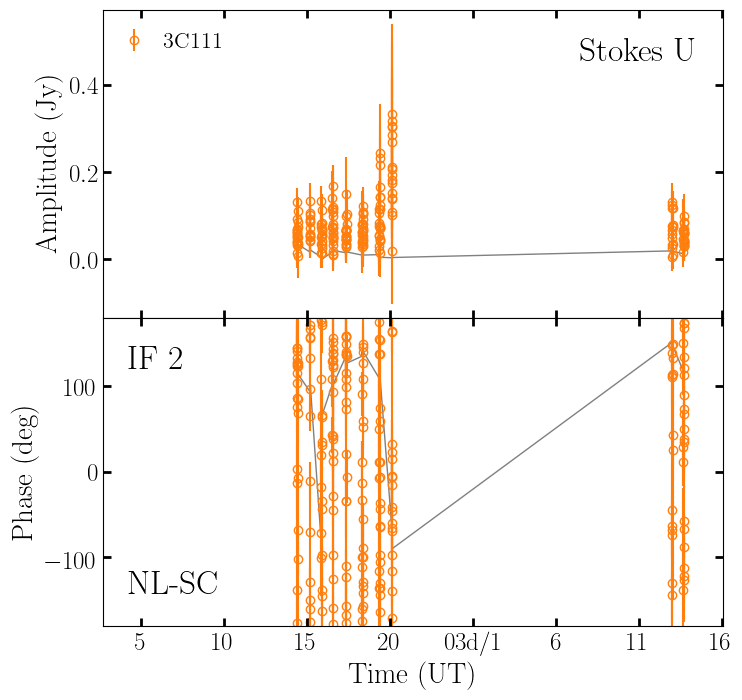 3C111
Stokes U
0.4
0.2
0.0
Amplitude (Jy)
IF 2
100
0
−100
Phase (deg)
NL-SC
5 10 15 20 03d/1 6 11 16
Time (UT)